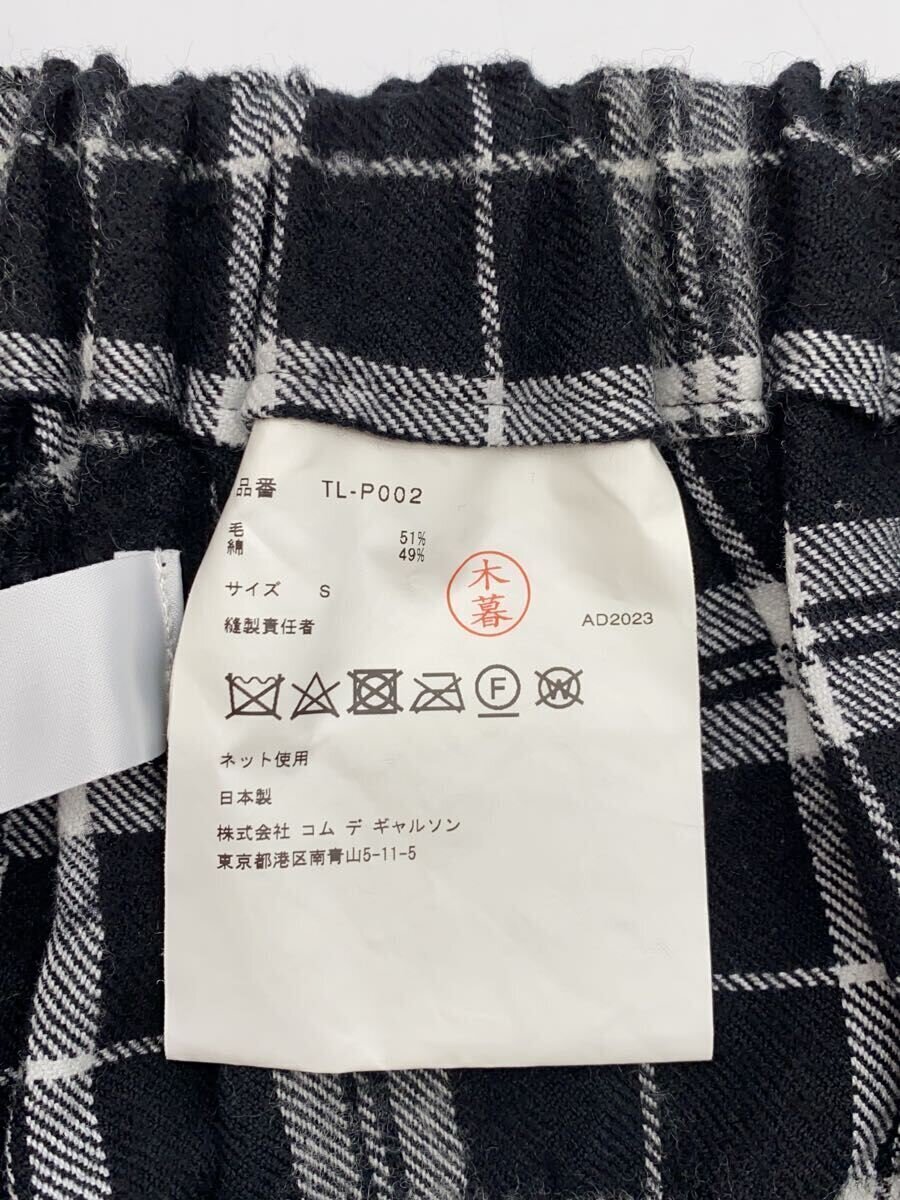 品番 TL-P002
毛 51%
綿 49%
サイズ S
木暮
縫製責任者 AD2023
F W
ネット使用
日本製
株式会社 コム デ ギャルソン
東京都港区南青山5-11-5